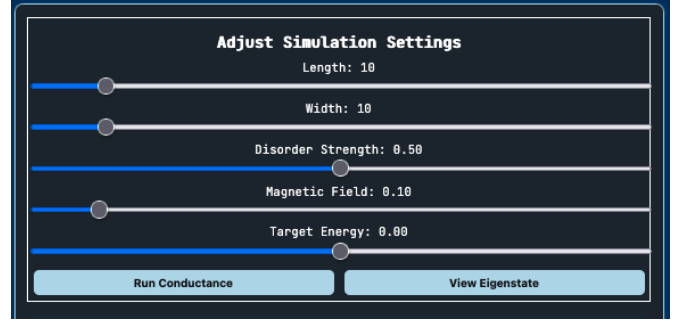 Adjust Simulation Settings
Length: 10
Width: 10
Disorder Strength: 0.50
Magnetic Field: 0.10
Target Energy: 0.00
Run Conductance
View Eigenstate